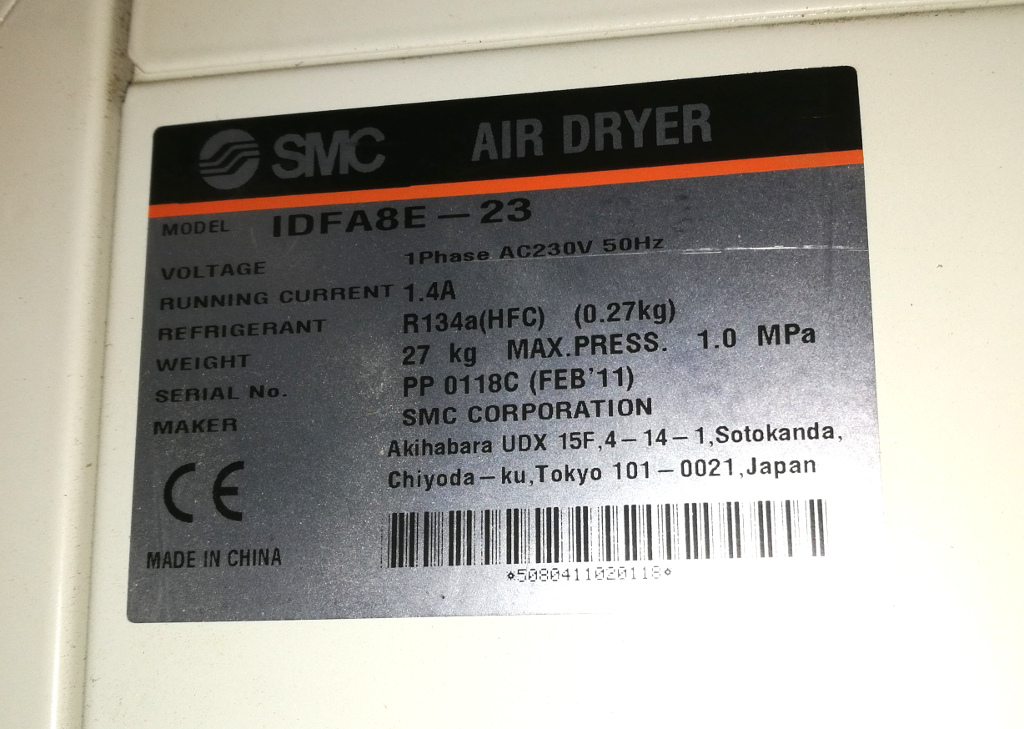 SMC AIR DRYER
MODEL IDFA8E-23
VOLTAGE 1Phase AC230V 50Hz
RUNNING CURRENT 1.4A
REFRIGERANT R134a(HFC) (0.27kg)
WEIGHT 27 kg MAX.PRESS. 1.0 MPa
SERIAL No. PP 0118C (FEB'11)
MAKER SMC CORPORATION
Akihabara UDX 15F,4-14-1,Sotokanda,
Chiyoda-ku,Tokyo 101-0021,Japan
CE
MADE IN CHINA
*5080411020118*